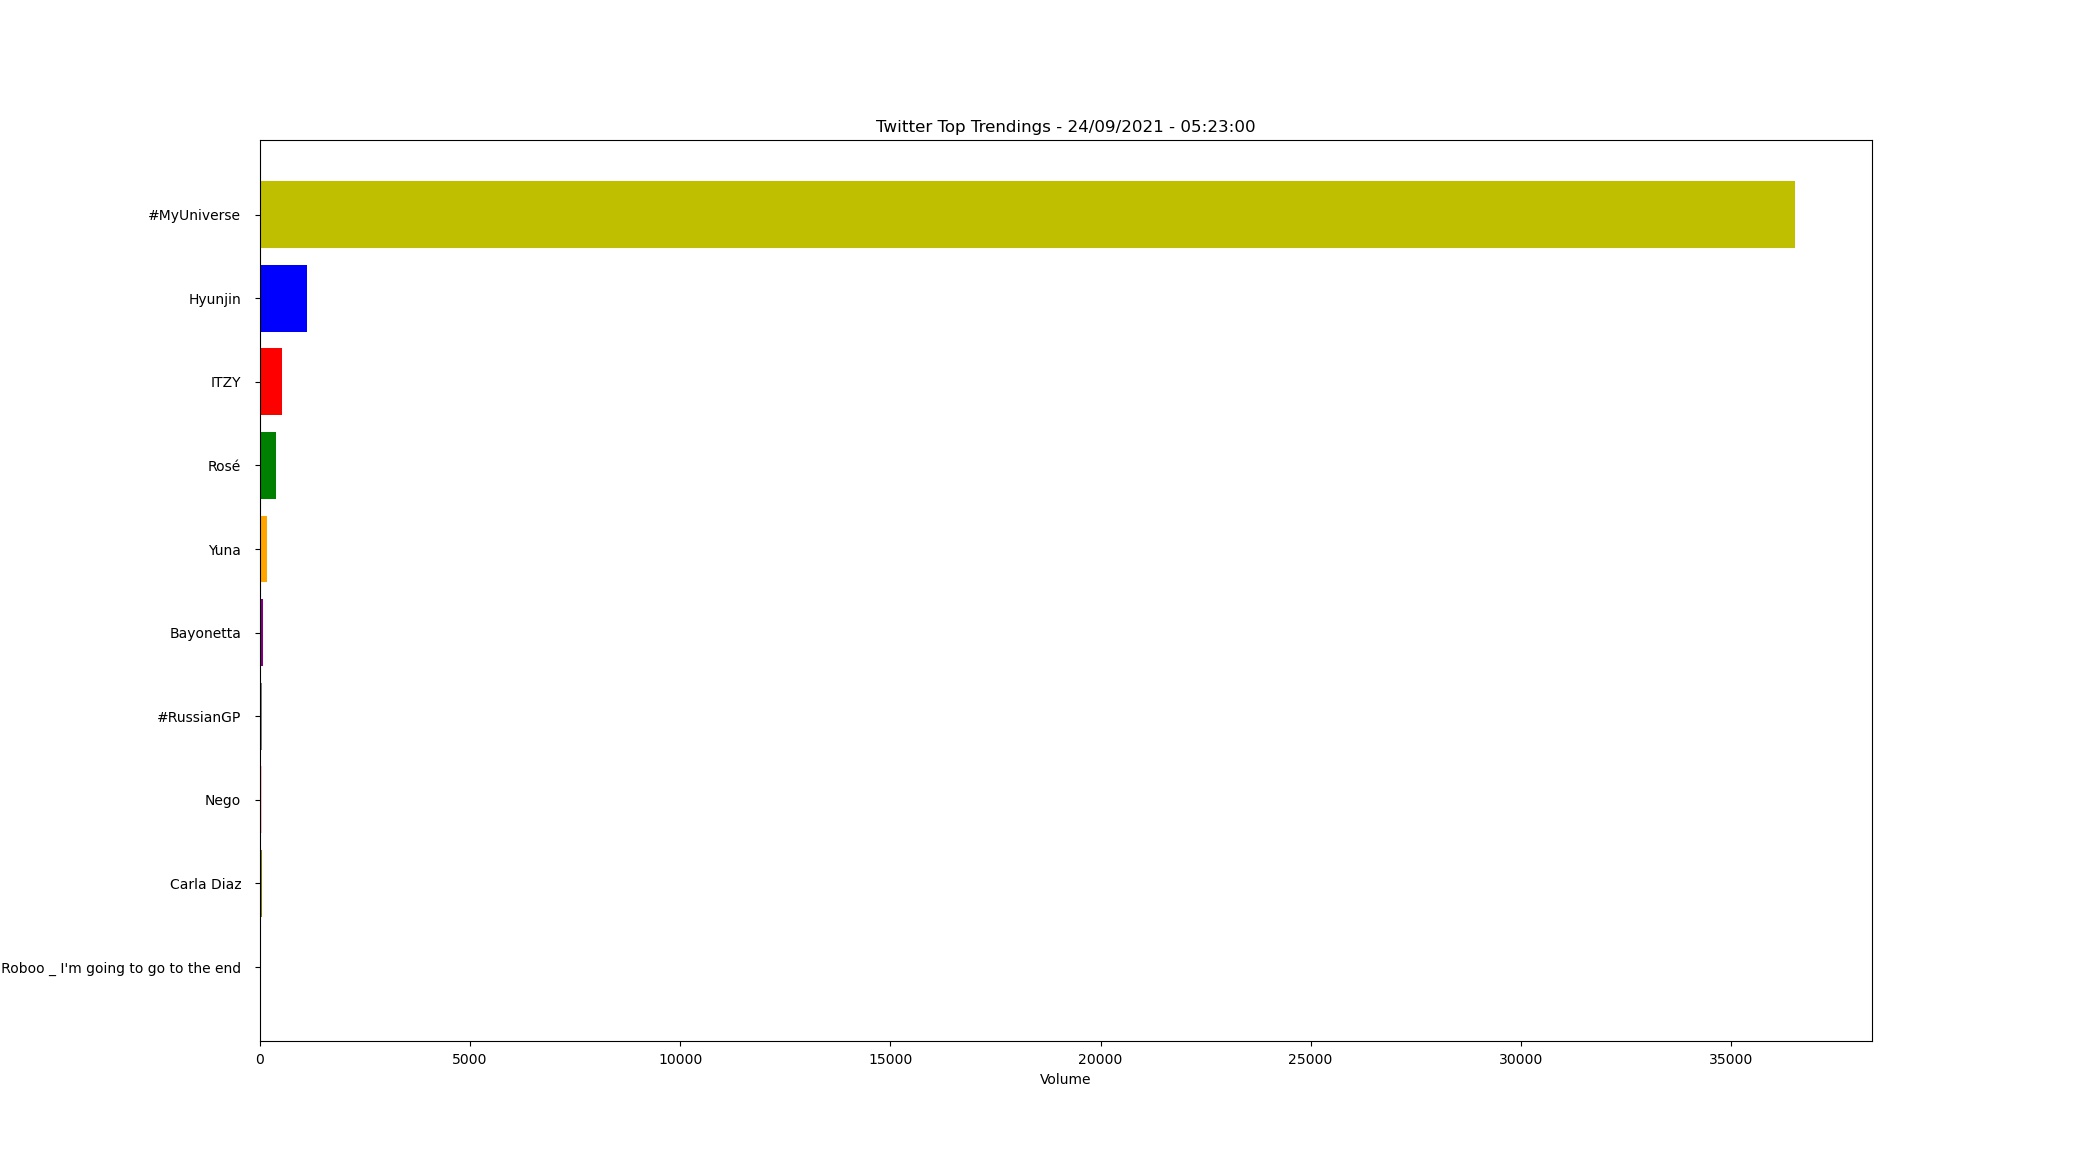 Twitter Top Trendings - 24/09/2021 - 05:23:00
#MyUniverse
Hyunjin
ITZY
Rosé
Yuna
Bayonetta
#RussianGP
Nego
Carla Diaz
Roboo _ I'm going to go to the end
0 5000 10000 15000 20000 25000 30000 35000
Volume